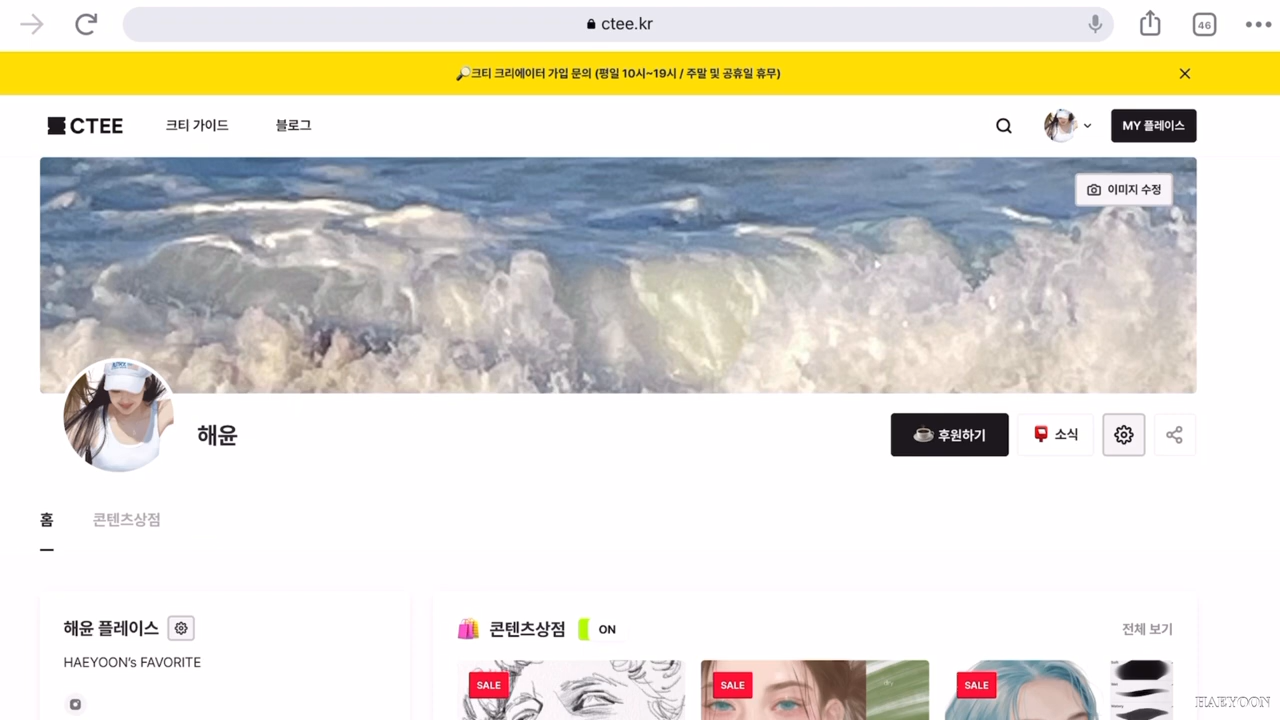 ctee.kr
46
크티 크리에이터 가입 문의 (평일 10시~19시 / 주말 및 공휴일 휴무)
CTEE
크티 가이드
블로그
MY 플레이스
이미지 수정
해윤
후원하기
소식
홈
콘텐츠상점
해윤 플레이스
HAEYOON's FAVORITE
콘텐츠상점
ON
전체 보기
SALE
SALE
SALE
HAEYOON